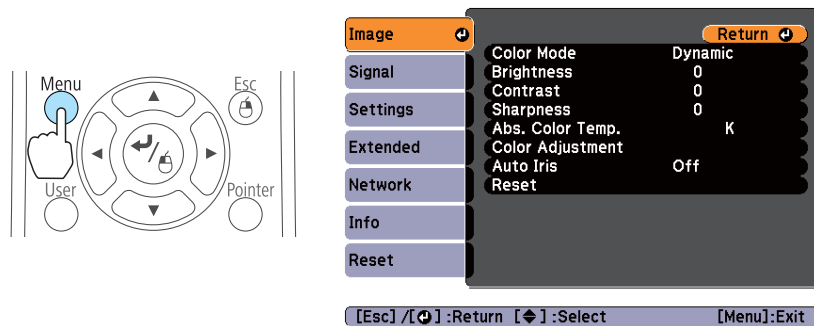 Menu
Esc
User
Pointer
Image
Signal
Settings
Extended
Network
Info
Reset
Return
Color Mode Dynamic
Brightness 0
Contrast 0
Sharpness 0
Abs. Color Temp. K
Color Adjustment
Auto Iris Off
Reset
[Esc] /[ ] :Return [ ] :Select [Menu]:Exit